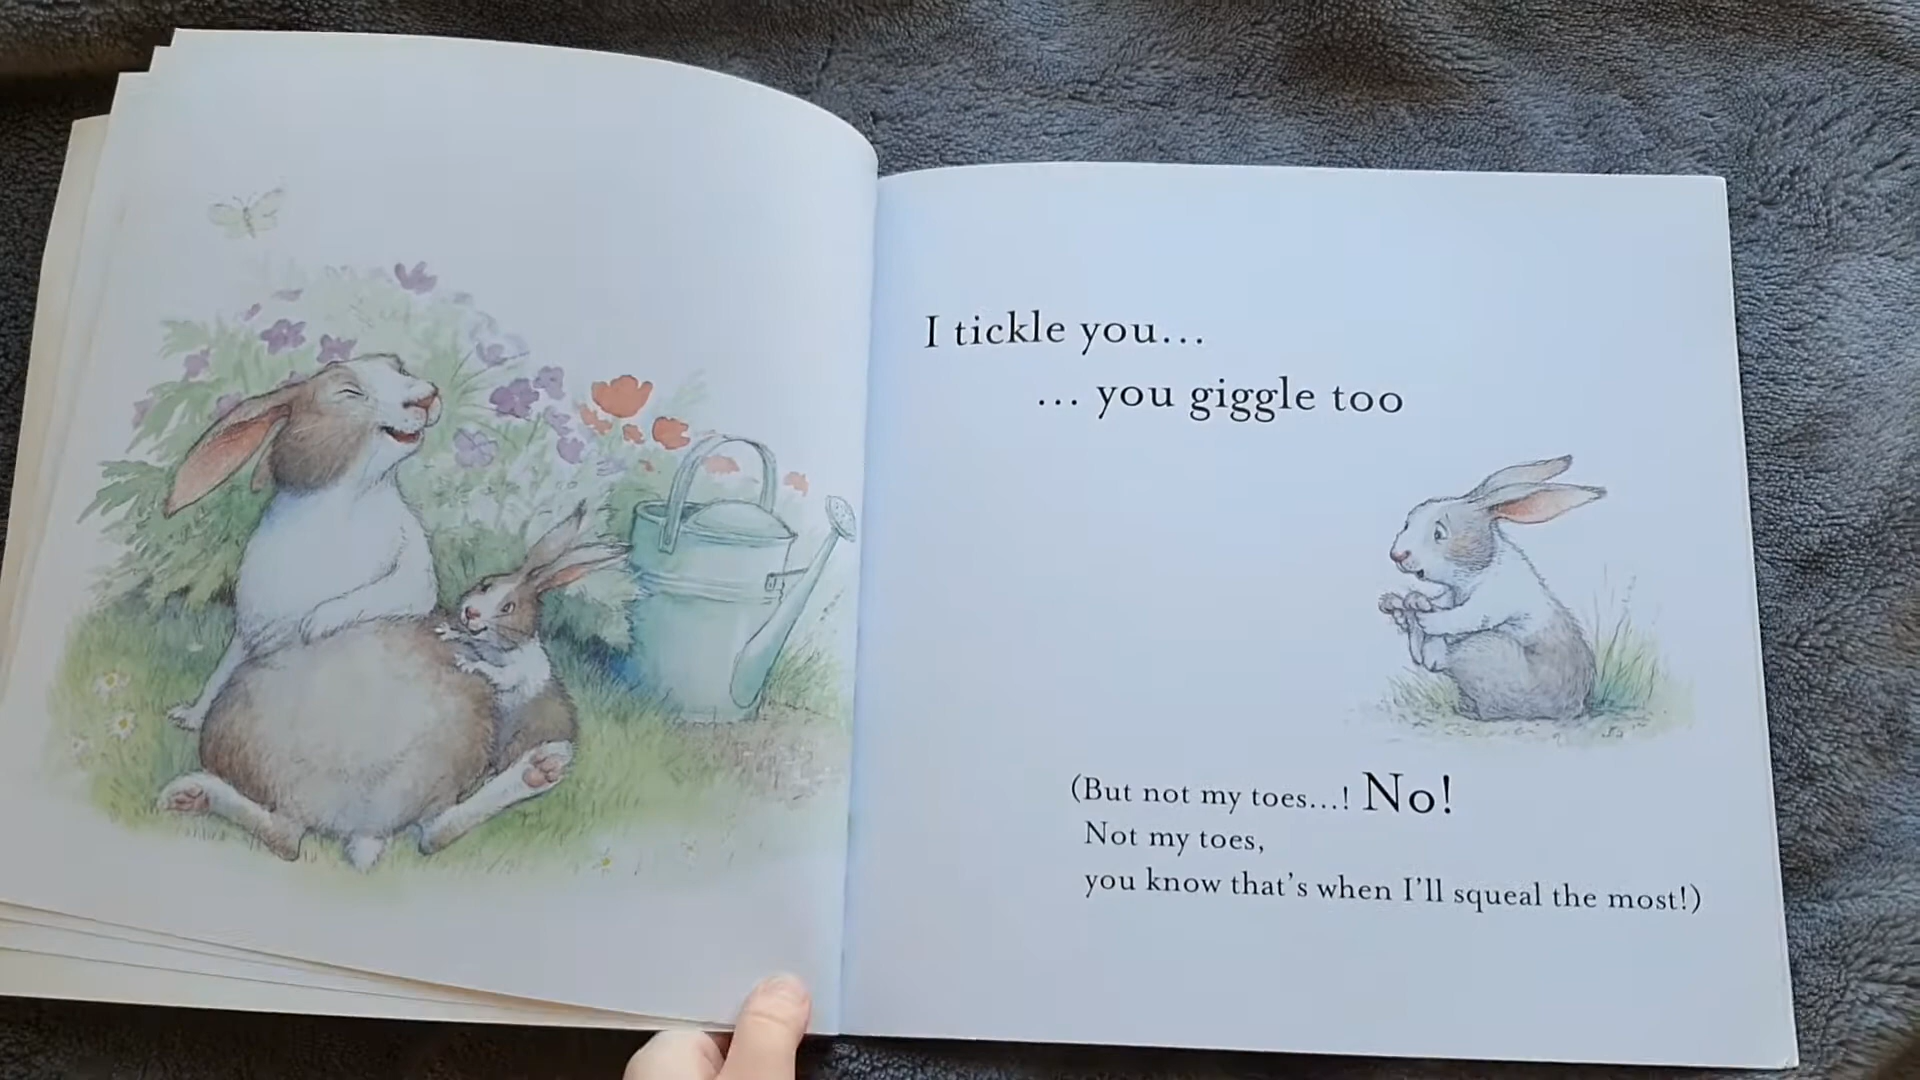 I tickle you...
... you giggle too
(But not my toes...! No!
Not my toes,
you know that's when I'll squeal the most!)